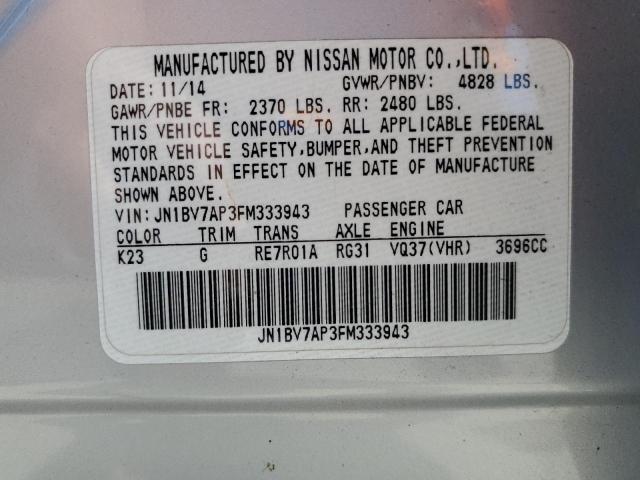 MANUFACTURED BY NISSAN MOTOR CO.,LTD.
DATE: 11/14 GVWR/PNBV: 4828 LBS.
GAWR/PNBE FR: 2370 LBS. RR: 2480 LBS.
THIS VEHICLE CONFORMS TO ALL APPLICABLE FEDERAL
MOTOR VEHICLE SAFETY,BUMPER,AND THEFT PREVENTION
STANDARDS IN EFFECT ON THE DATE OF MANUFACTURE
SHOWN ABOVE.
VIN: JN1BV7AP3FM333943 PASSENGER CAR
COLOR TRIM TRANS AXLE ENGINE
K23 G RE7R01A RG31 VQ37(VHR) 3696CC
JN1BV7AP3FM333943